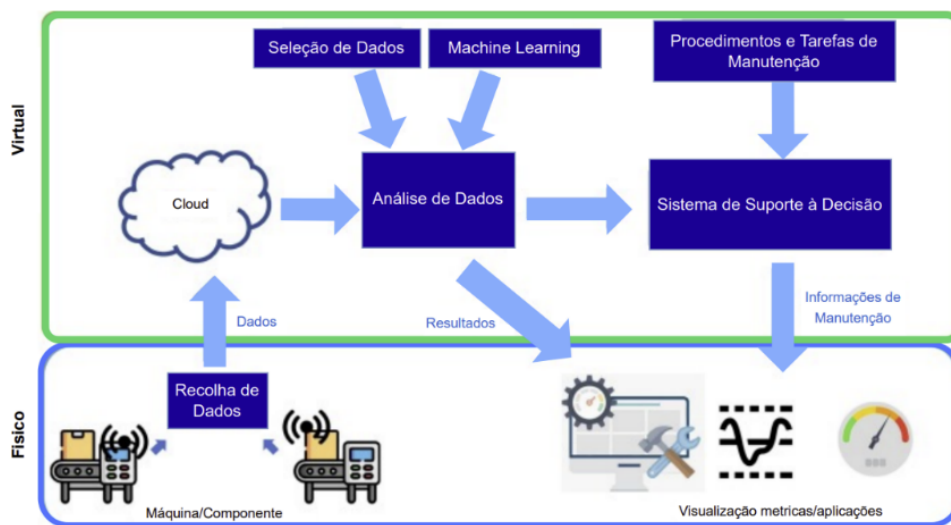 Seleção de Dados
Machine Learning
Procedimentos e Tarefas de
Manutenção
Virtual
Cloud
Análise de Dados
Sistema de Suporte à Decisão
Dados
Resultados
Informações de
Manutenção
Fisico
Recolha de
Dados
Máquina/Componente
Visualização metricas/aplicações